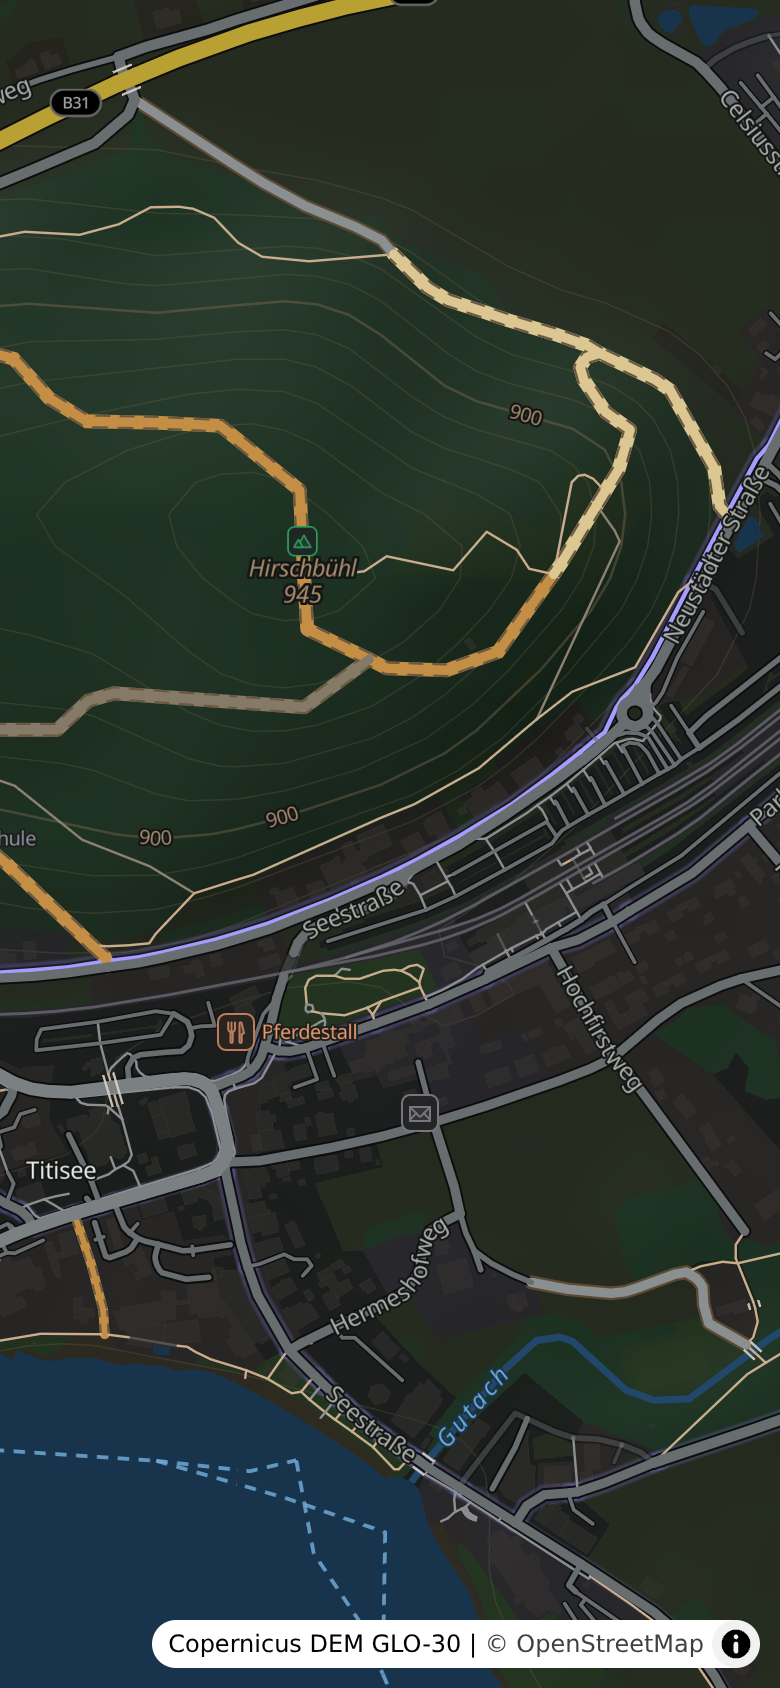 weg
B31
Celsiusst
900
Neustädter Straße
Hirschbühl
945
900
900
hule
Park
Seestraße
Pferdestall
Hochfirstweg
Titisee
Hermeshofweg
Gutach
Seestraße
Copernicus DEM GLO-30 | © OpenStreetMap